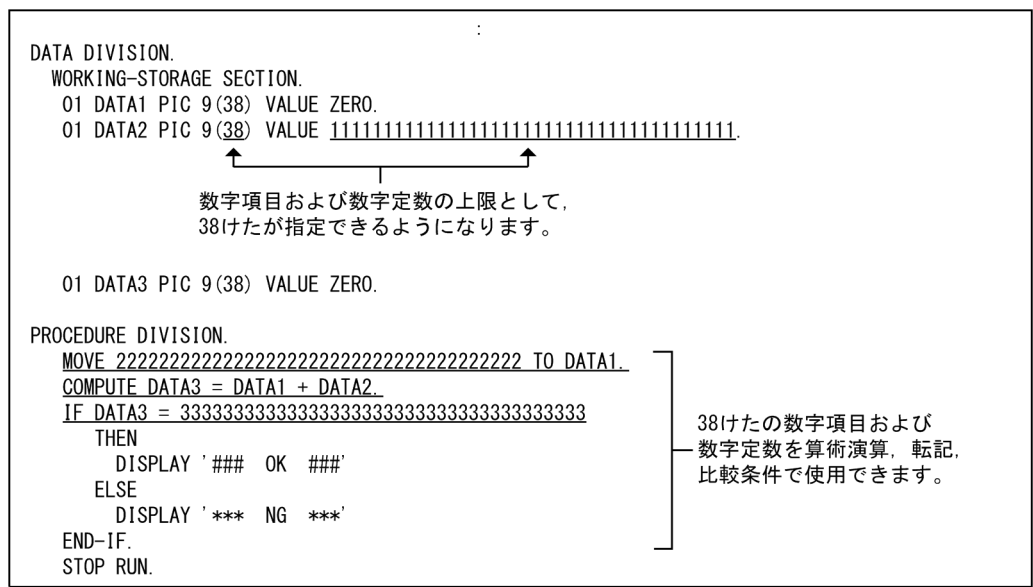 :
DATA DIVISION.
WORKING-STORAGE SECTION.
01 DATA1 PIC 9(38) VALUE ZERO.
01 DATA2 PIC 9(38) VALUE 11111111111111111111111111111111111111.
数字項目および数字定数の上限として，
38けたが指定できるようになります。
01 DATA3 PIC 9(38) VALUE ZERO.
PROCEDURE DIVISION.
MOVE 22222222222222222222222222222222222222 TO DATA1.
COMPUTE DATA3 = DATA1 + DATA2.
IF DATA3 = 33333333333333333333333333333333333333
THEN
DISPLAY '### OK ###'
ELSE
DISPLAY '*** NG ***'
END-IF.
STOP RUN.
38けたの数字項目および
数字定数を算術演算，転記，
比較条件で使用できます。